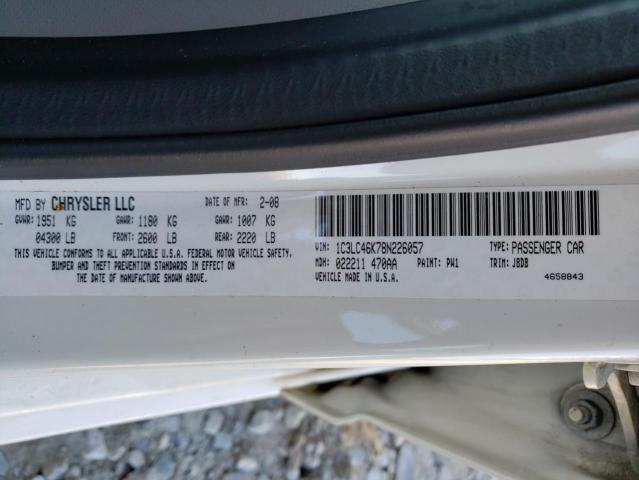 MFD BY CHRYSLER LLC DATE OF MFR: 2-08
GVWR: 1951 KG GAWR: 1180 KG GAWR: 1007 KG
04300 LB FRONT: 2600 LB REAR: 2220 LB
THIS VEHICLE CONFORMS TO ALL APPLICABLE U.S.A. FEDERAL MOTOR VEHICLE SAFETY,
BUMPER AND THEFT PREVENTION STANDARDS IN EFFECT ON
THE DATE OF MANUFACTURE SHOWN ABOVE.
VIN: 1C3LC46K78N226057 TYPE: PASSENGER CAR
MDH: 022211 470AA PAINT: PW1 TRIM: J8DB
VEHICLE MADE IN U.S.A. 4658843